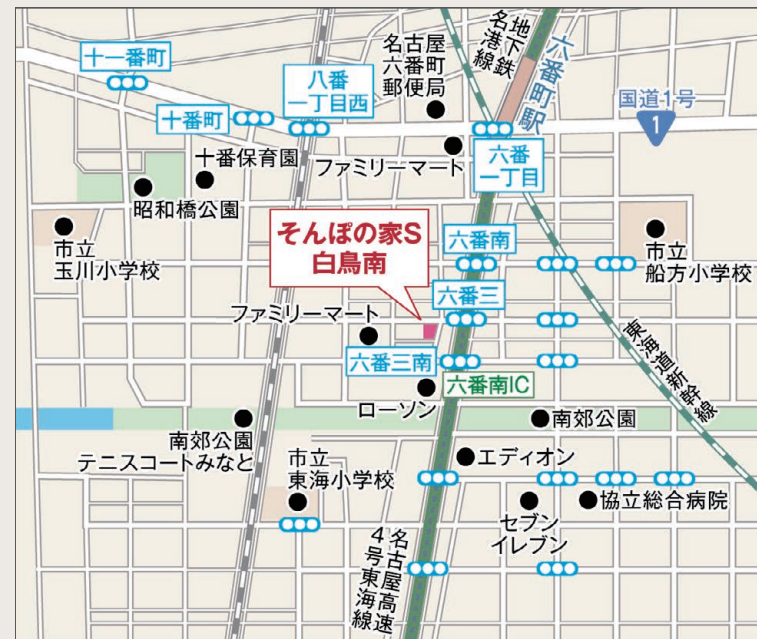 十一番町
十番町
八番
一丁目西
名古屋
六番町
郵便局
地下鉄
名港線
六番町駅
国道1号
1
ファミリーマート
六番
一丁目
十番保育園
昭和橋公園
市立
玉川小学校
そんぽの家S
白鳥南
六番南
市立
船方小学校
六番三
ファミリーマート
六番三南
六番南IC
東海道新幹線
ローソン
南郊公園
テニスコートみなと
南郊公園
市立
東海小学校
エディオン
セブン
イレブン
協立総合病院
名古屋高速
4号東海線